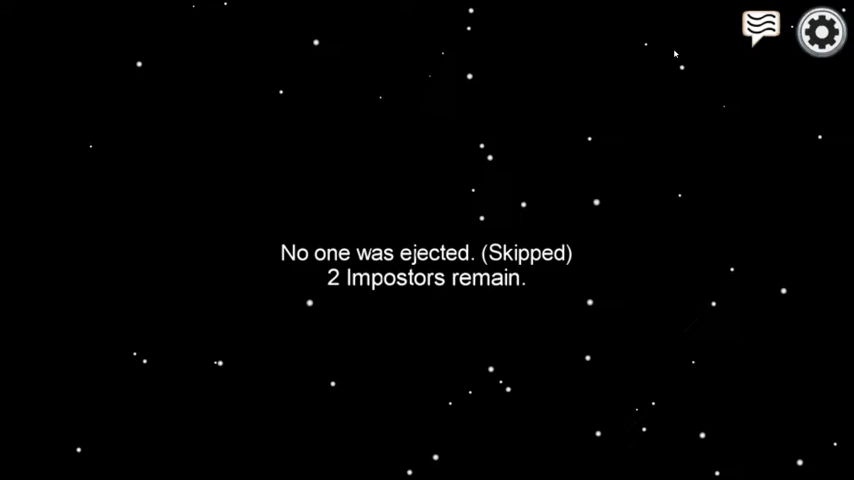 No one was ejected. (Skipped)
2 Impostors remain.